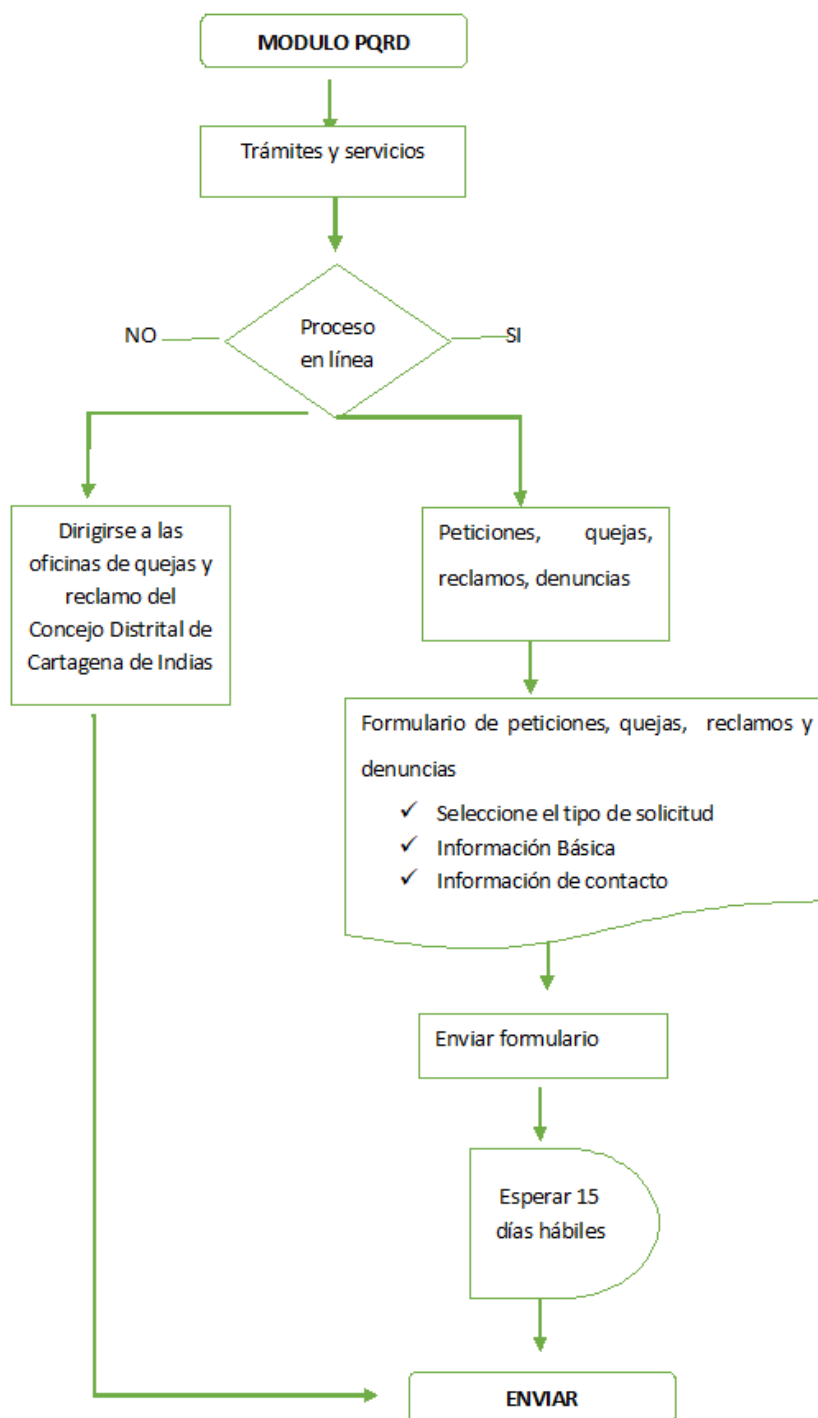 MODULO PQRD
Trámites y servicios
Proceso
en línea
NO
SI
Dirigirse a las
oficinas de quejas y
reclamo del
Concejo Distrital de
Cartagena de Indias
Peticiones, quejas,
reclamos, denuncias
Formulario de peticiones, quejas, reclamos y
denuncias
✓ Seleccione el tipo de solicitud
✓ Información Básica
✓ Información de contacto
Enviar formulario
Esperar 15
días hábiles
ENVIAR